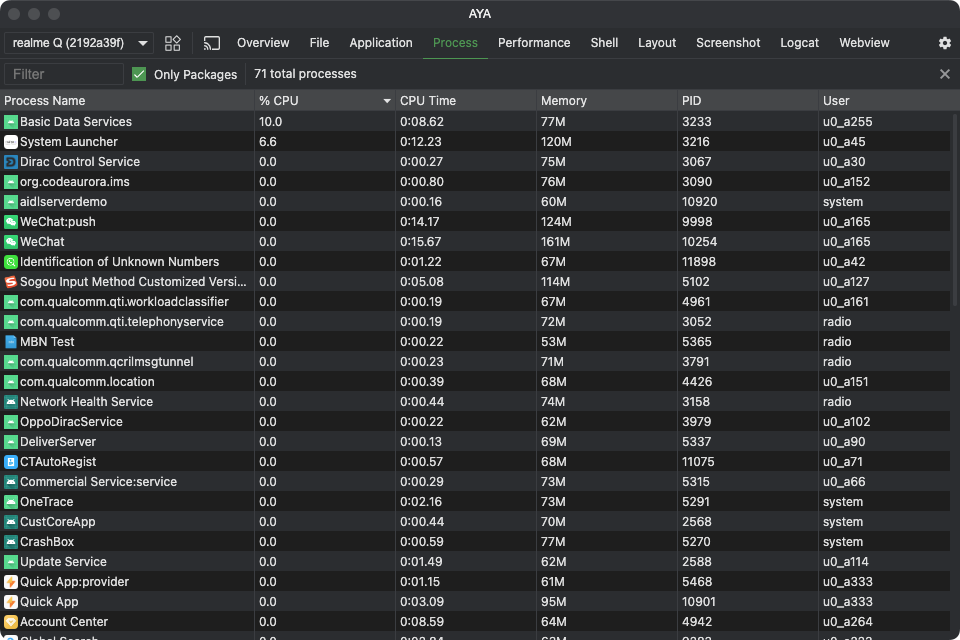 AYA
realme Q (2192a39f) Overview File Application Process Performance Shell Layout Screenshot Logcat Webview
Filter Only Packages 71 total processes
Process Name % CPU CPU Time Memory PID User
Basic Data Services 10.0 0:08.62 77M 3233 u0_a255
System Launcher 6.6 0:12.23 120M 3216 u0_a45
Dirac Control Service 0.0 0:00.27 75M 3067 u0_a30
org.codeaurora.ims 0.0 0:00.80 76M 3090 u0_a152
aidlserverdemo 0.0 0:00.16 60M 10920 system
WeChat:push 0.0 0:14.17 124M 9998 u0_a165
WeChat 0.0 0:15.67 161M 10254 u0_a165
Identification of Unknown Numbers 0.0 0:01.22 67M 11898 u0_a42
Sogou Input Method Customized Versi... 0.0 0:05.08 114M 5102 u0_a127
com.qualcomm.qti.workloadclassifier 0.0 0:00.19 67M 4961 u0_a161
com.qualcomm.qti.telephonyservice 0.0 0:00.19 72M 3052 radio
MBN Test 0.0 0:00.22 53M 5365 radio
com.qualcomm.qcrilmsgtunnel 0.0 0:00.23 71M 3791 radio
com.qualcomm.location 0.0 0:00.39 68M 4426 u0_a151
Network Health Service 0.0 0:00.44 74M 3158 radio
OppoDiracService 0.0 0:00.22 62M 3979 u0_a102
DeliverServer 0.0 0:00.13 69M 5337 u0_a90
CTAutoRegist 0.0 0:00.57 68M 11075 u0_a71
Commercial Service:service 0.0 0:00.29 73M 5315 u0_a66
OneTrace 0.0 0:02.16 73M 5291 system
CustCoreApp 0.0 0:00.44 70M 2568 system
CrashBox 0.0 0:00.59 77M 5270 system
Update Service 0.0 0:01.49 62M 2588 u0_a114
Quick App:provider 0.0 0:01.15 61M 5468 u0_a333
Quick App 0.0 0:03.09 95M 10901 u0_a333
Account Center 0.0 0:08.59 64M 4942 u0_a264